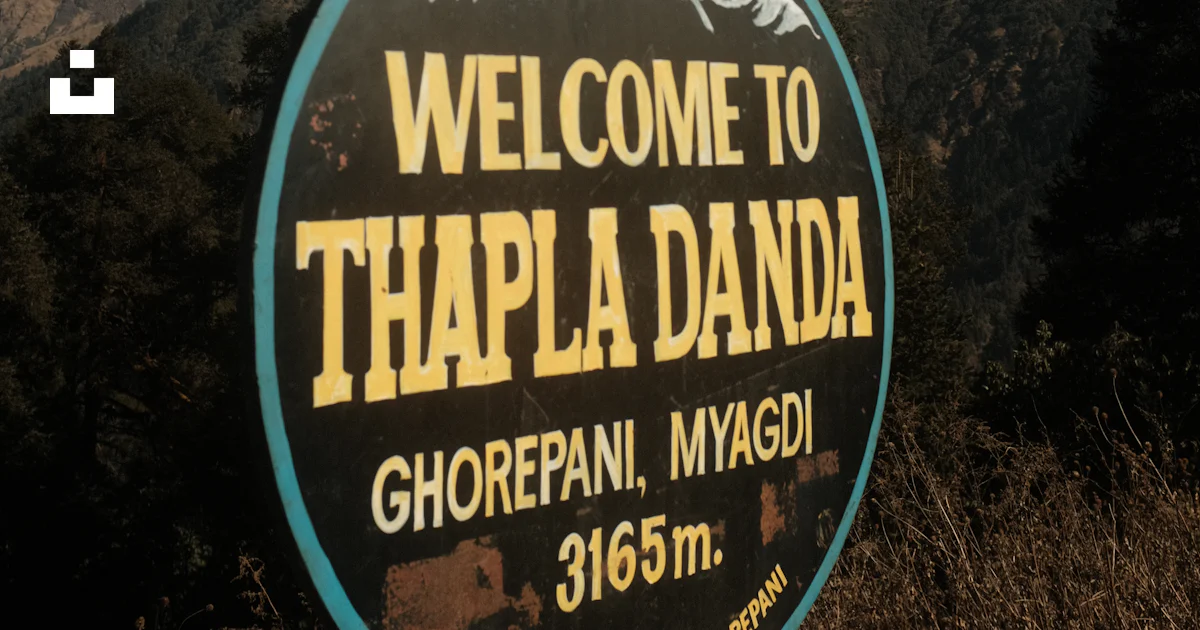 WELCOME TO
THAPLA DANDA
GHOREPANI, MYAGDI
3165m.